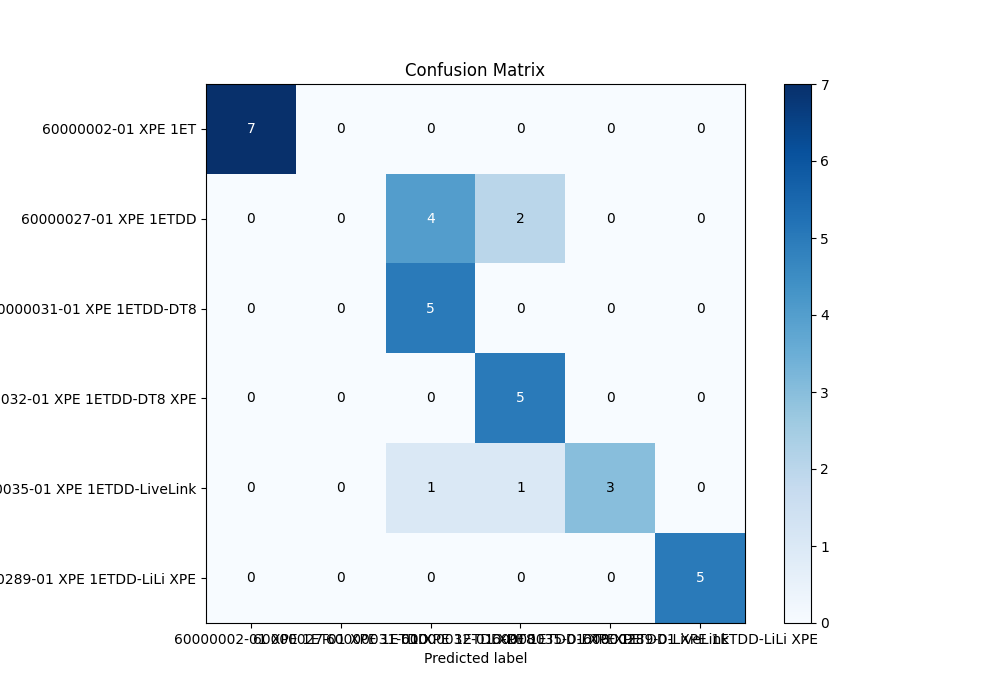 Confusion Matrix
60000002-01 XPE 1ET
7 0 0 0 0 0
60000027-01 XPE 1ETDD
0 0 4 2 0 0
0000031-01 XPE 1ETDD-DT8
0 0 5 0 0 0
032-01 XPE 1ETDD-DT8 XPE
0 0 0 5 0 0
0035-01 XPE 1ETDD-LiveLink
0 0 1 1 3 0
0289-01 XPE 1ETDD-LiLi XPE
0 0 0 0 0 5
7
6
5
4
3
2
1
0
Predicted label